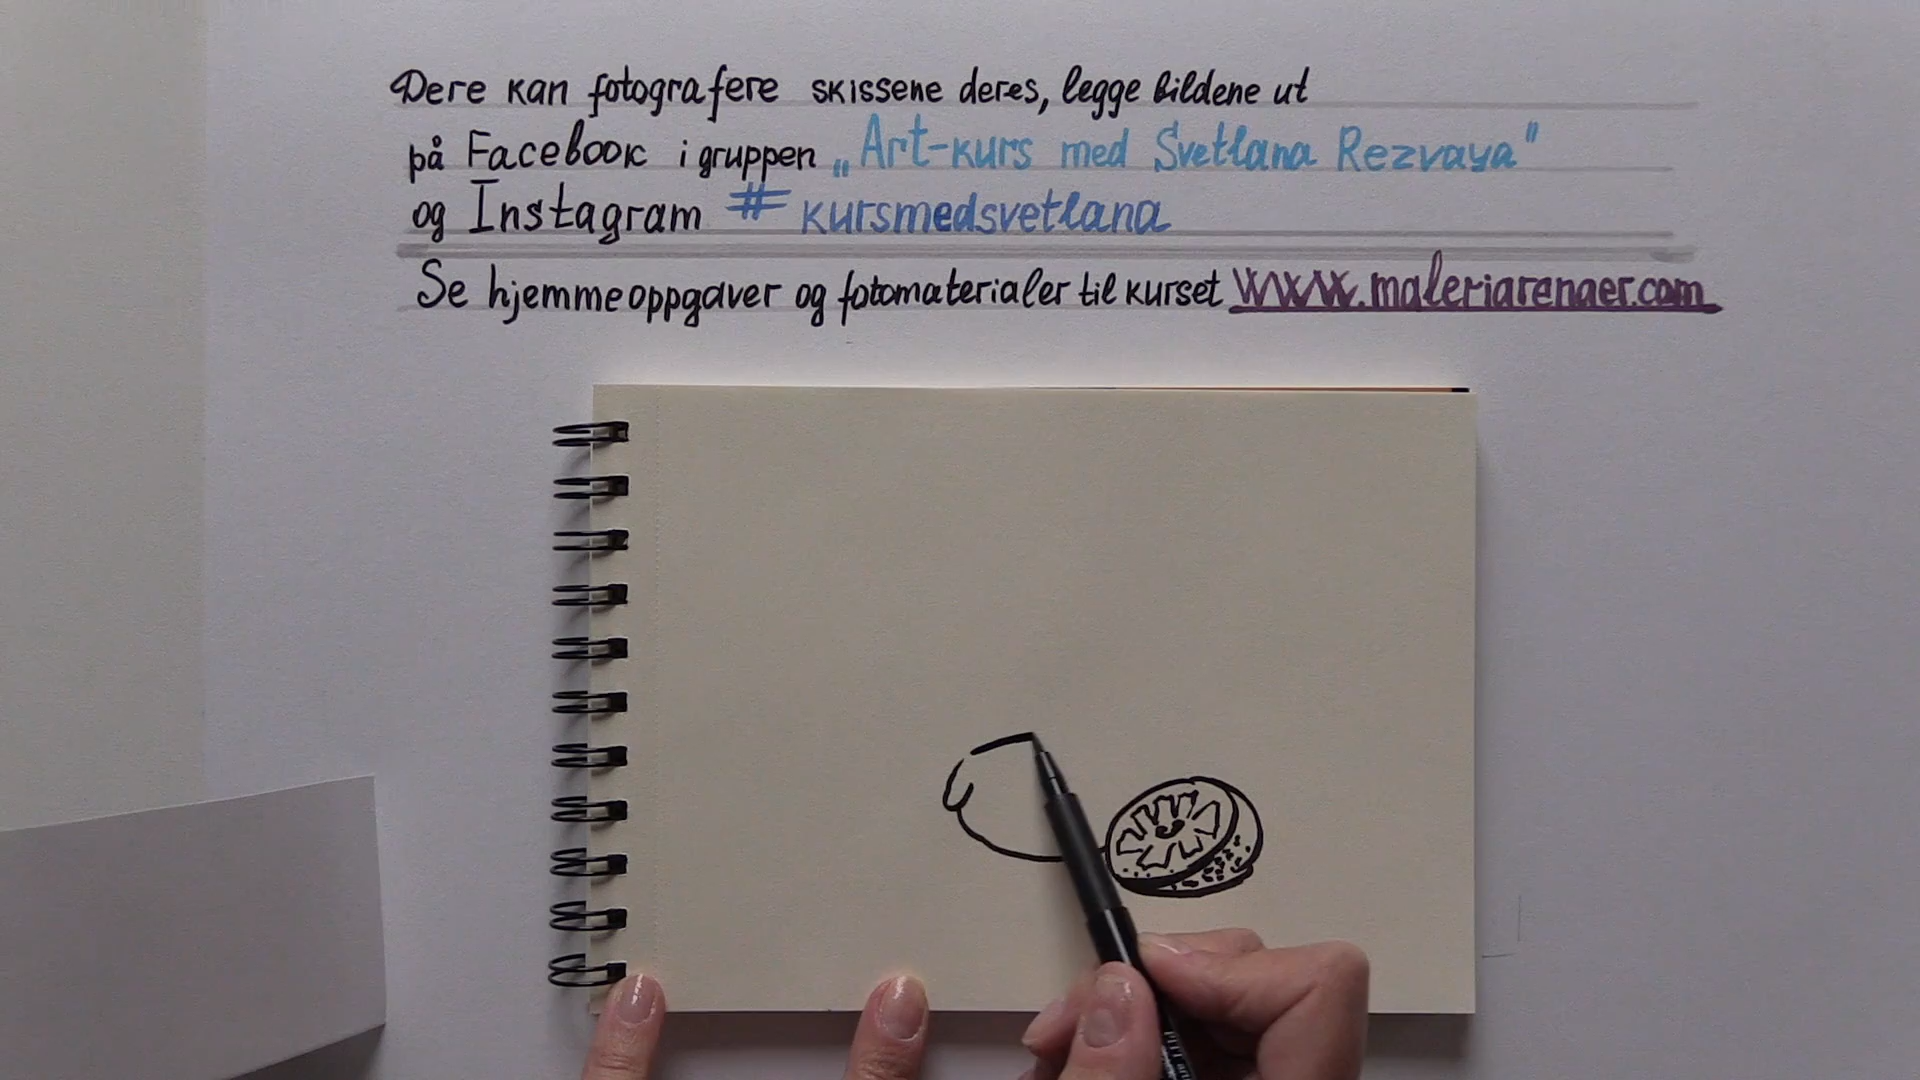 Dere kan fotografere skissene deres, legge bildene ut
på Facebook i gruppen „Art-kurs med Svetlana Rezvaya"
og Instagram # kursmedsvetlana
Se hjemmeoppgaver og fotomaterialer til kurset www.maleriarenaer.com